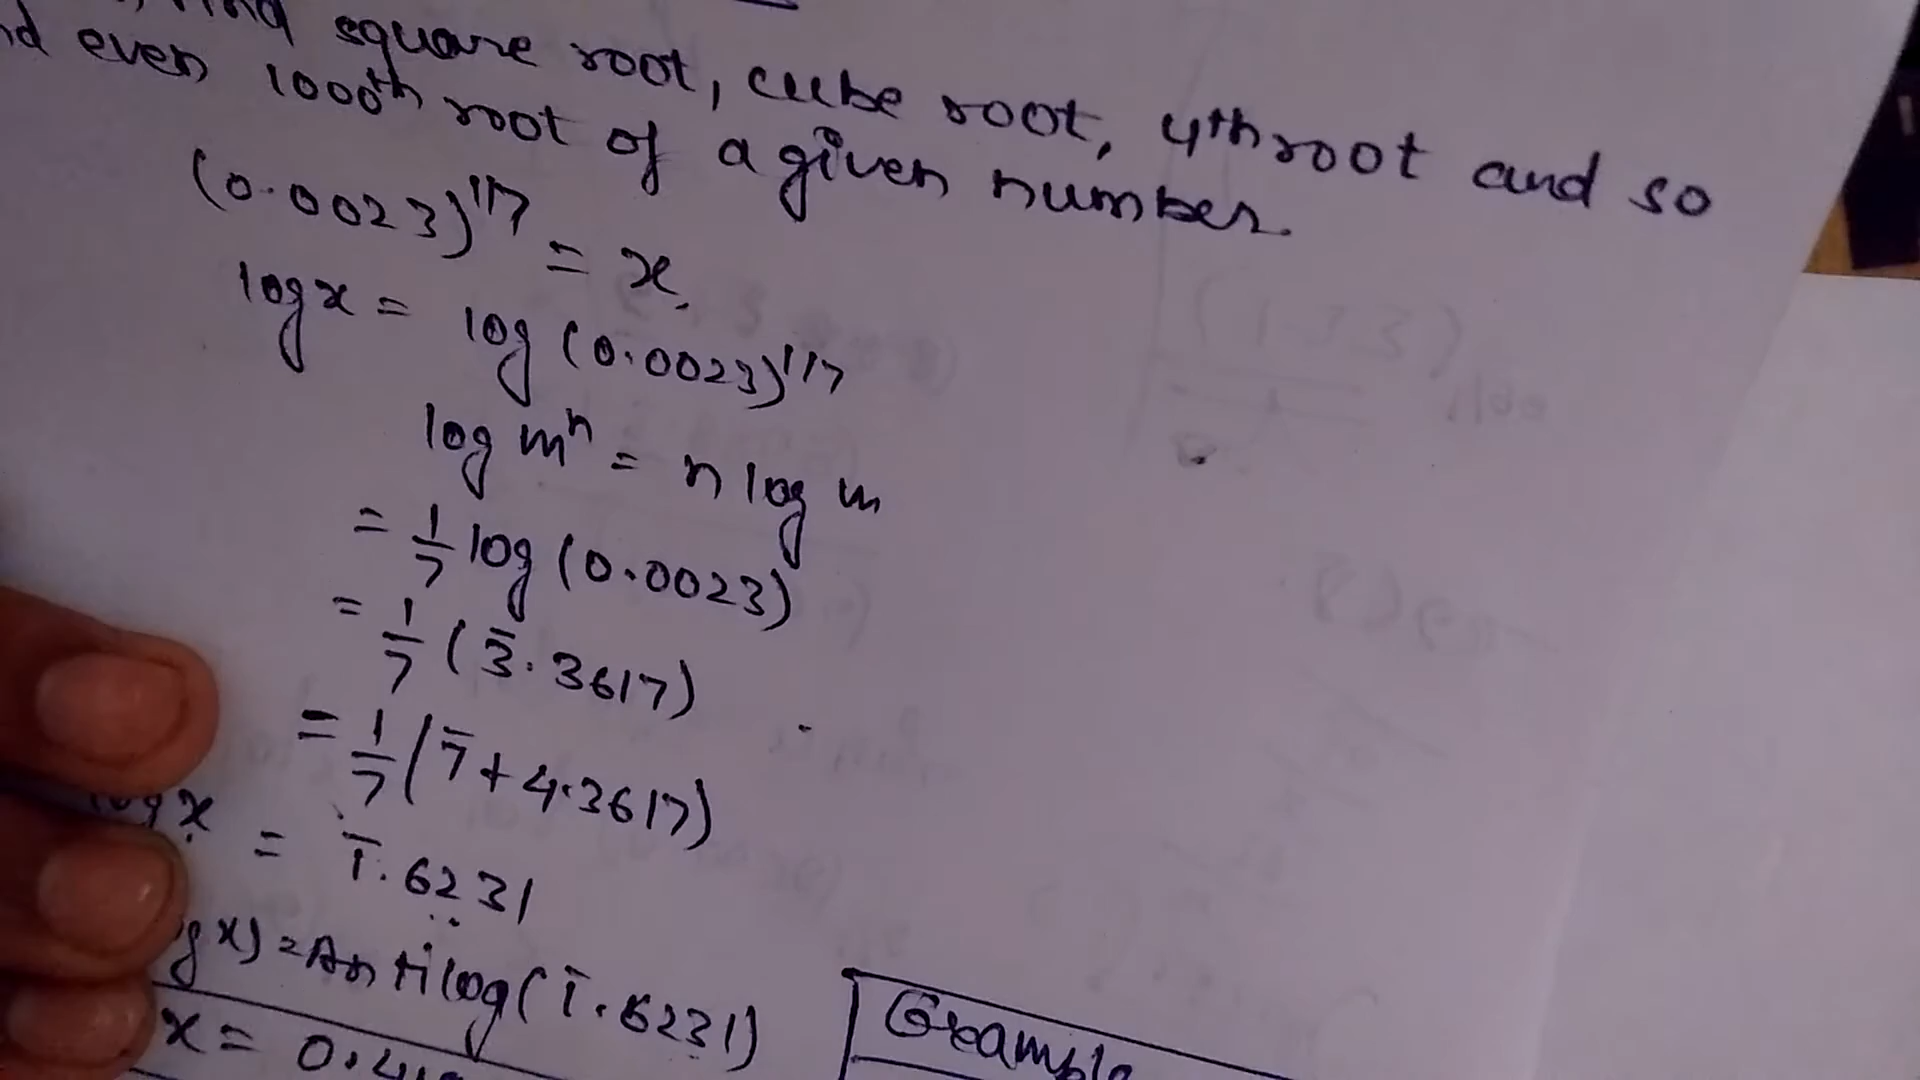 square root, cube root, 4th root and so
even 1000th root of a given number.
(0.0023)^1/7 = x
log x = log (0.0023)^1/7
log m^n = n log m
= 1/7 log (0.0023)
= 1/7 (3̄.3617)
= 1/7 (7̄ + 4.3617)
log x = 1̄.6231
g x) = Antilog (1̄.6231)
x = 0.41
Example